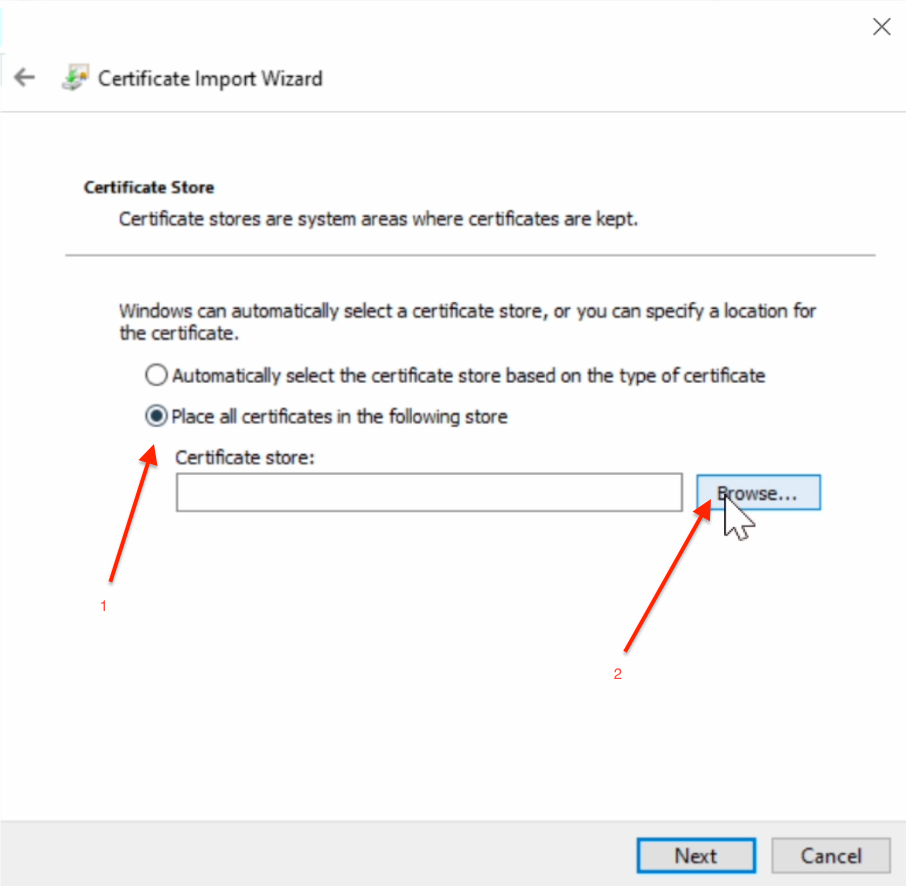 Certificate Import Wizard
Certificate Store
Certificate stores are system areas where certificates are kept.
Windows can automatically select a certificate store, or you can specify a location for
the certificate.
Automatically select the certificate store based on the type of certificate
Place all certificates in the following store
Certificate store:
Browse...
1
2
Next
Cancel